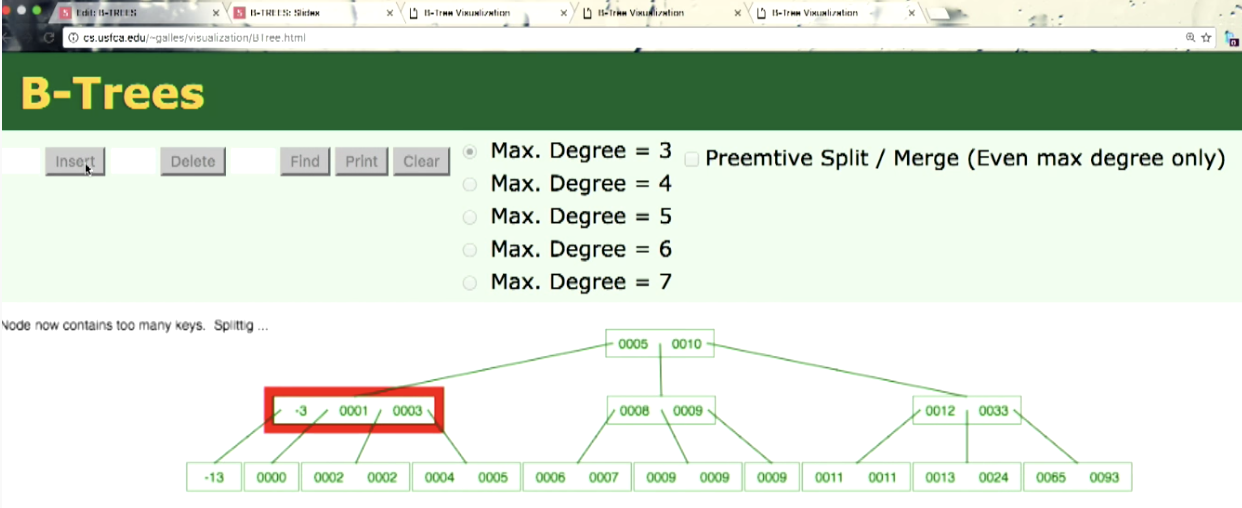 Edit: B-TREES B-TREES: Slides B-Tree Visualization B-Tree Visualization B-Tree Visualization
cs.usfca.edu/~galles/visualization/BTree.html
B-Trees
Insert Delete Find Print Clear Max. Degree = 3 Preemtive Split / Merge (Even max degree only)
Max. Degree = 4
Max. Degree = 5
Max. Degree = 6
Max. Degree = 7
Node now contains too many keys. Splittig ...
0005 0010
-3 0001 0003 0008 0009 0012 0033
-13 0000 0002 0002 0004 0005 0006 0007 0009 0009 0009 0011 0011 0013 0024 0065 0093